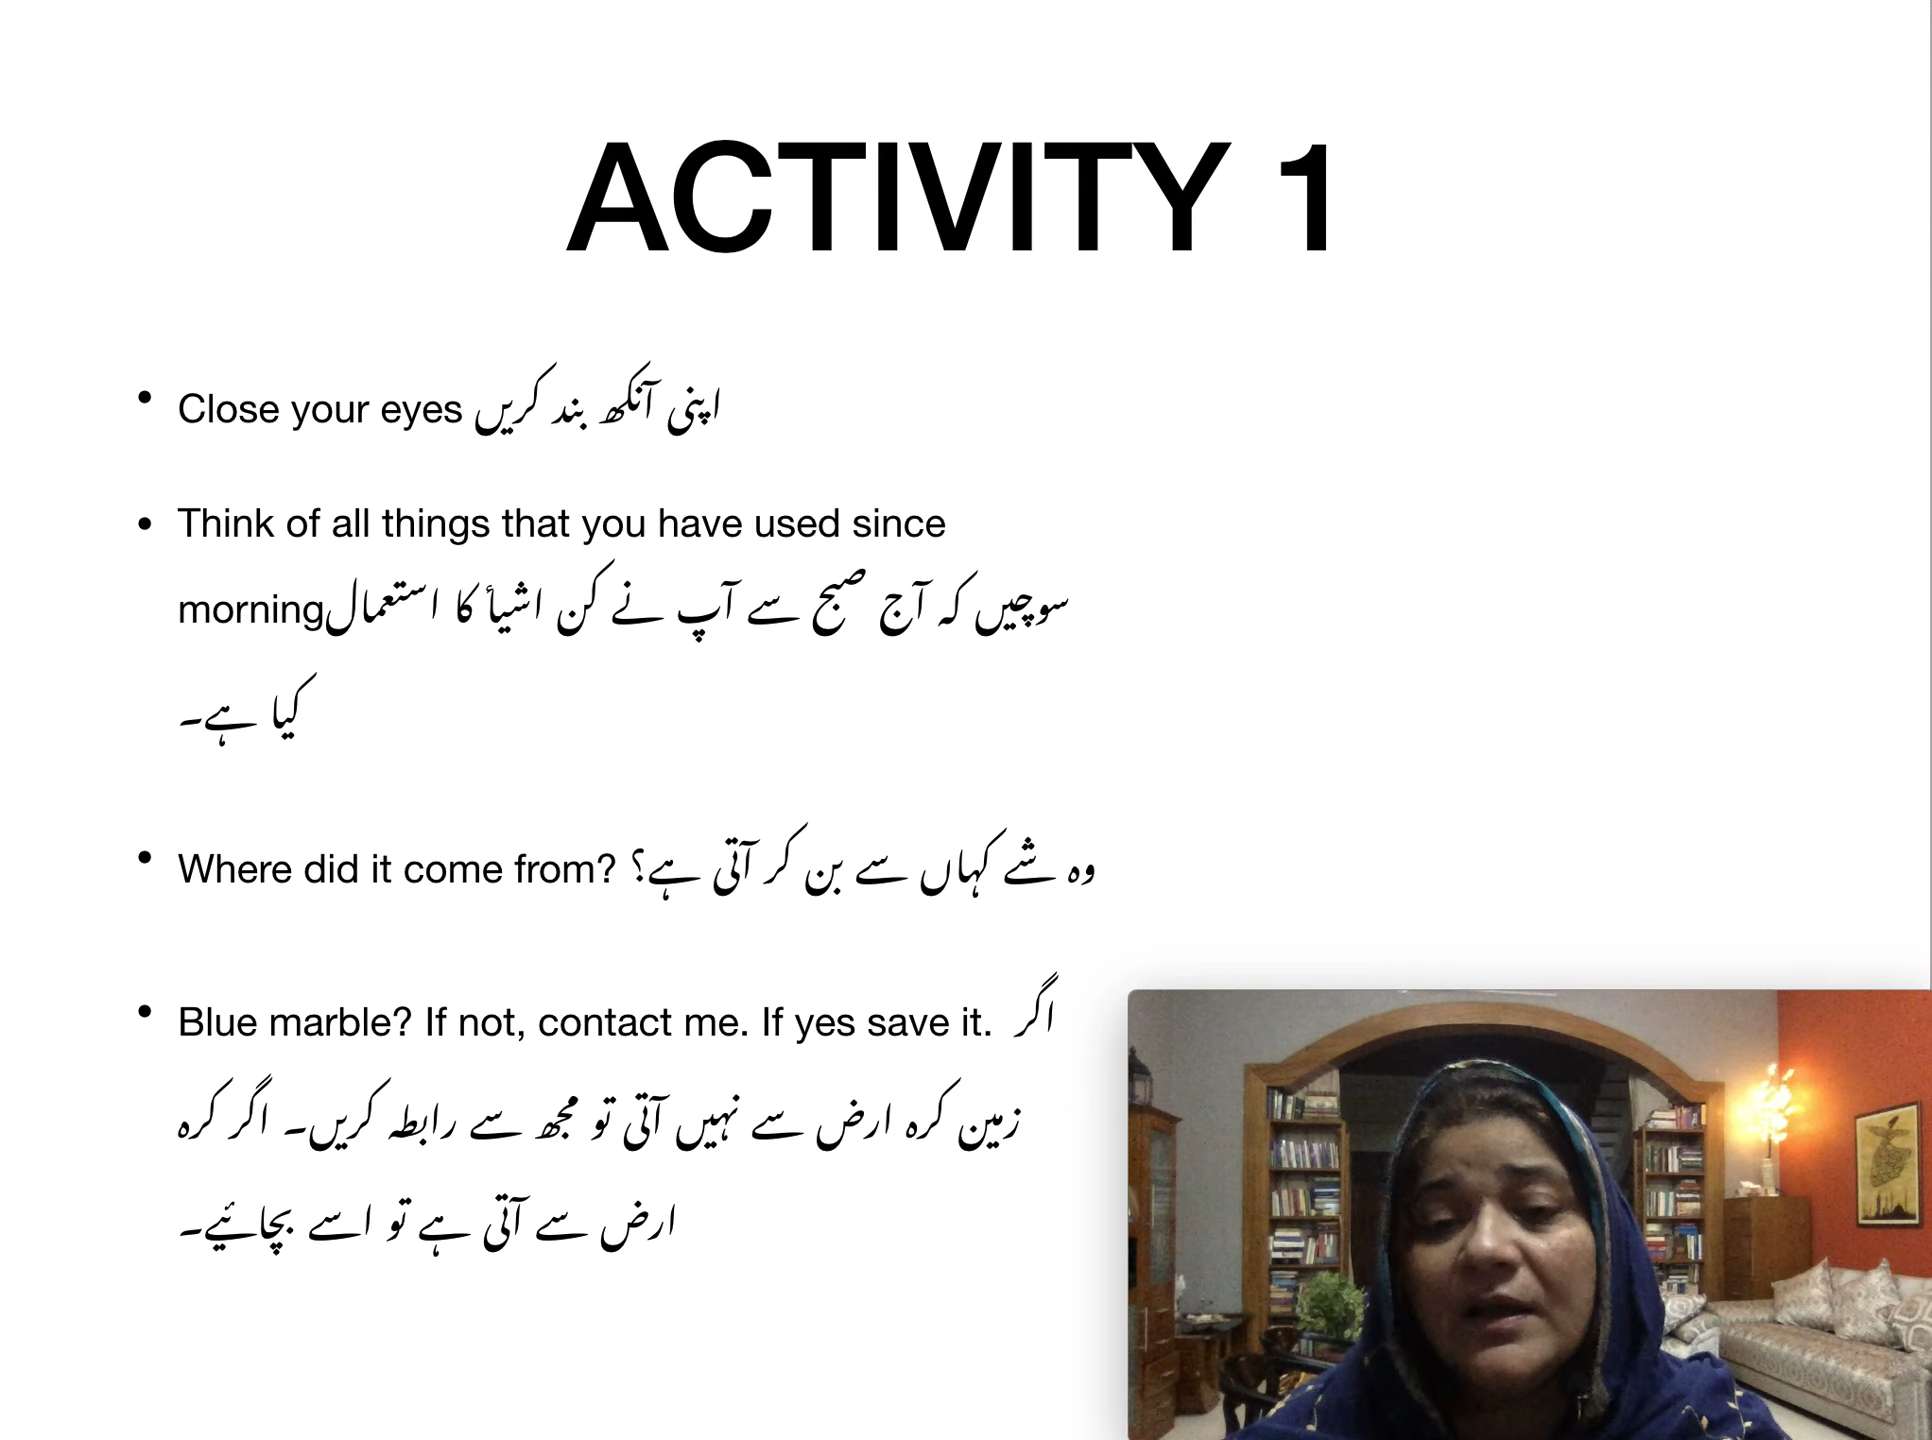 ACTIVITY 1
• Close your eyes اپنی آنکھ بند کریں
• Think of all things that you have used since
morning سوچیں کہ آج صبح سے آپ نے کن اشیأ کا استعمال
کیا ہے۔
• Where did it come from? وہ شے کہاں سے بن کر آتی ہے؟
• Blue marble? If not, contact me. If yes save it. اگر
زمین کرہ ارض سے نہیں آتی تو مجھ سے رابطہ کریں۔ اگر کرہ
ارض سے آتی ہے تو اسے بچائیے۔